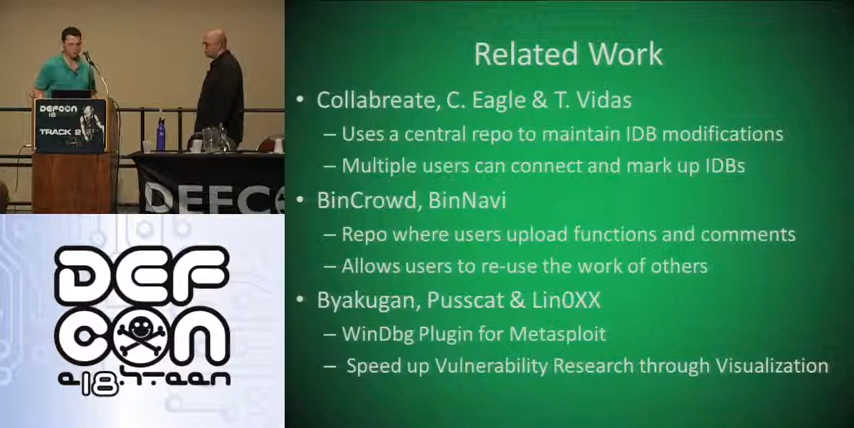 DEFCON
18
TRACK 2
DEFC
DEF
CON
e18hteen
Related Work
• Collabreate, C. Eagle & T. Vidas
– Uses a central repo to maintain IDB modifications
– Multiple users can connect and mark up IDBs
• BinCrowd, BinNavi
– Repo where users upload functions and comments
– Allows users to re-use the work of others
• Byakugan, Pusscat & Lin0XX
– WinDbg Plugin for Metasploit
– Speed up Vulnerability Research through Visualization